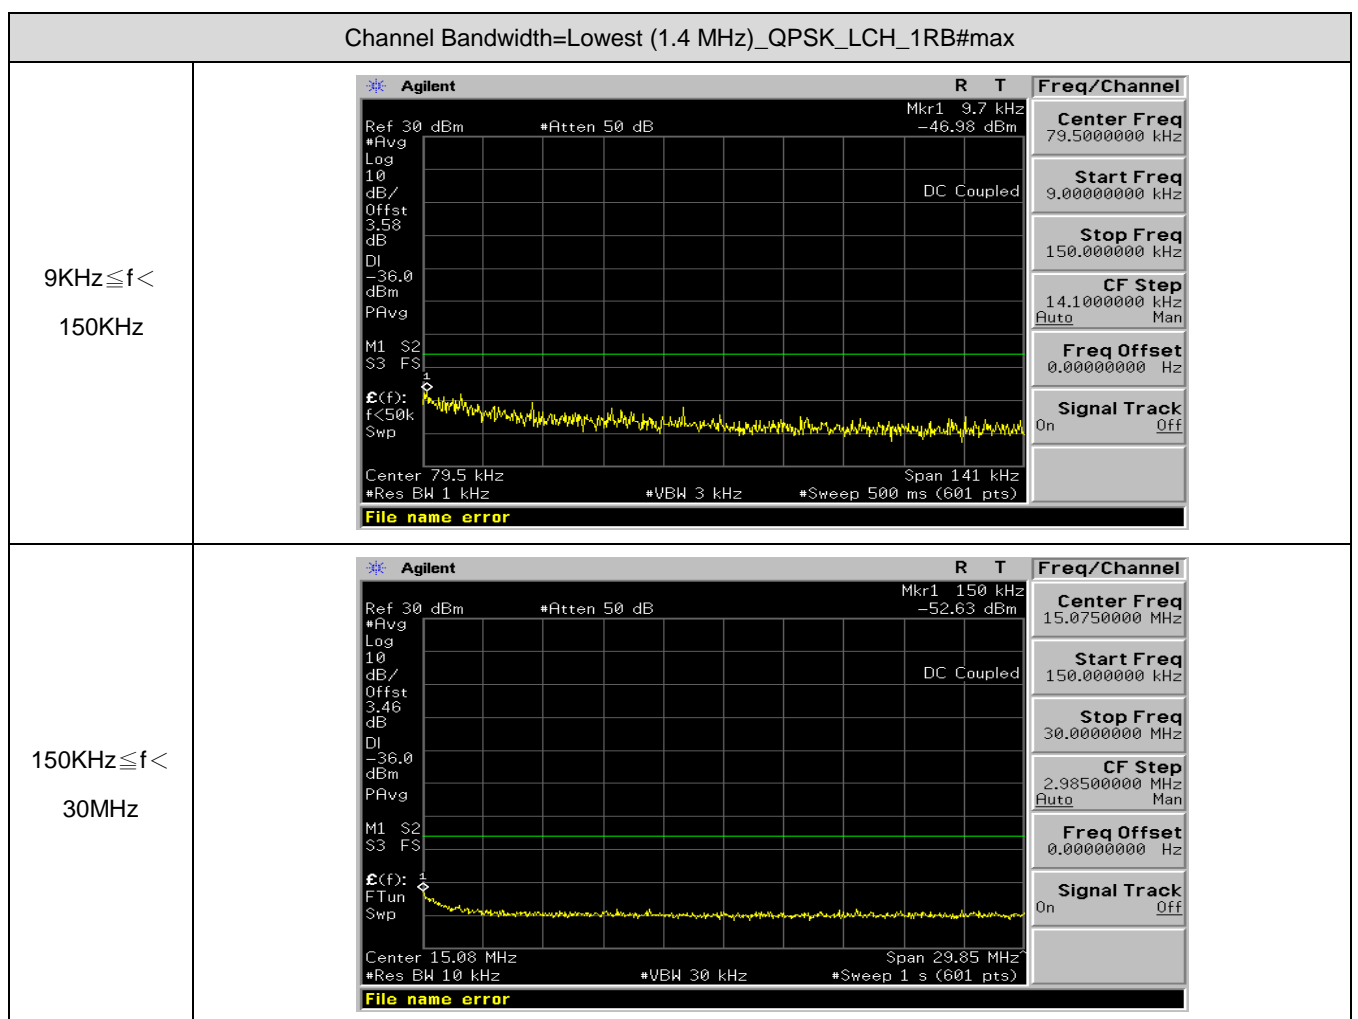 Channel Bandwidth=Lowest (1.4 MHz)_QPSK_LCH_1RB#max
9KHz≦f<
150KHz
Agilent R T
Mkr1 9.7 kHz
Ref 30 dBm #Atten 50 dB -46.98 dBm
#Avg
Log
10
dB/
Offst
3.58
dB
DI
-36.0
dBm
PAvg
M1 S2
S3 FS
£(f):
f<50k
Swp
DC Coupled
1
Center 79.5 kHz Span 141 kHz
#Res BW 1 kHz #VBW 3 kHz #Sweep 500 ms (601 pts)
File name error
Freq/Channel
Center Freq
79.5000000 kHz
Start Freq
9.00000000 kHz
Stop Freq
150.000000 kHz
CF Step
14.1000000 kHz
Auto Man
Freq Offset
0.00000000 Hz
Signal Track
On Off
150KHz≦f<
30MHz
Agilent R T
Mkr1 150 kHz
Ref 30 dBm #Atten 50 dB -52.63 dBm
#Avg
Log
10
dB/
Offst
3.46
dB
DI
-36.0
dBm
PAvg
M1 S2
S3 FS
£(f):
FTun
Swp
DC Coupled
1
Center 15.08 MHz Span 29.85 MHz^
#Res BW 10 kHz #VBW 30 kHz #Sweep 1 s (601 pts)
File name error
Freq/Channel
Center Freq
15.0750000 MHz
Start Freq
150.000000 kHz
Stop Freq
30.0000000 MHz
CF Step
2.98500000 MHz
Auto Man
Freq Offset
0.00000000 Hz
Signal Track
On Off